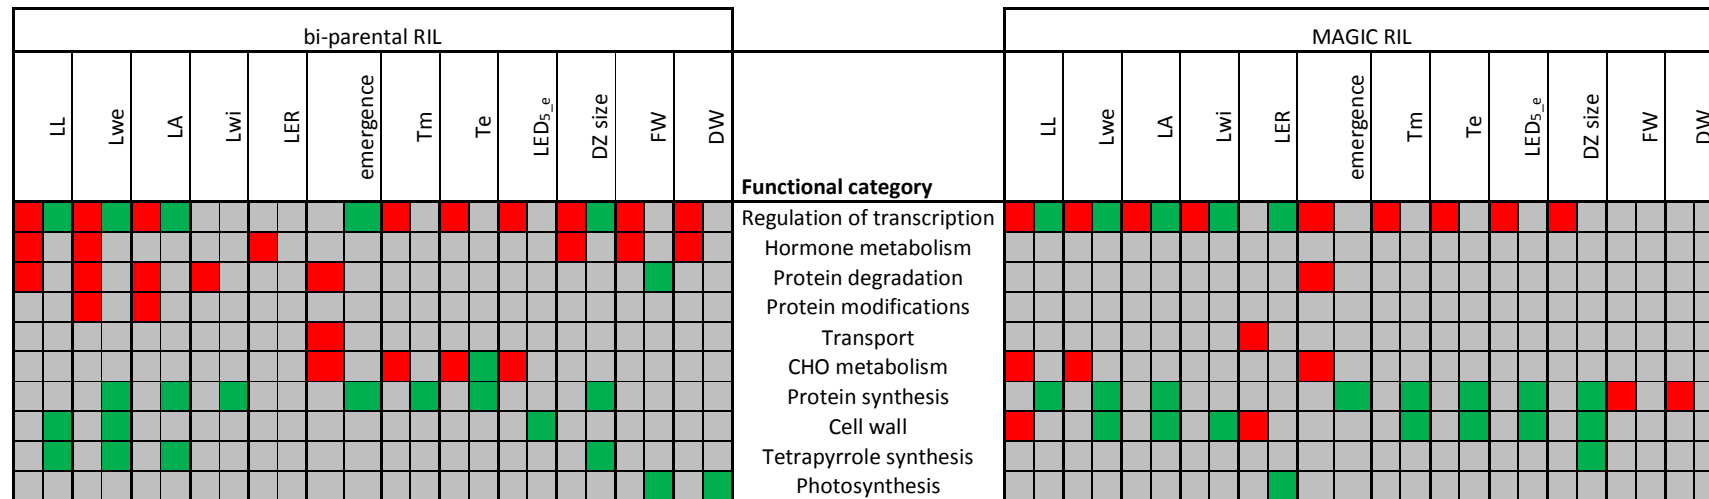 bi-parental RIL
MAGIC RIL
LL
Lwe
LA
Lwi
LER
emergence
Tm
Te
LED5_e
DZ size
FW
DW
Functional category
LL
Lwe
LA
Lwi
LER
emergence
Tm
Te
LED5_e
DZ size
FW
DW
Regulation of transcription
Hormone metabolism
Protein degradation
Protein modifications
Transport
CHO metabolism
Protein synthesis
Cell wall
Tetrapyrrole synthesis
Photosynthesis